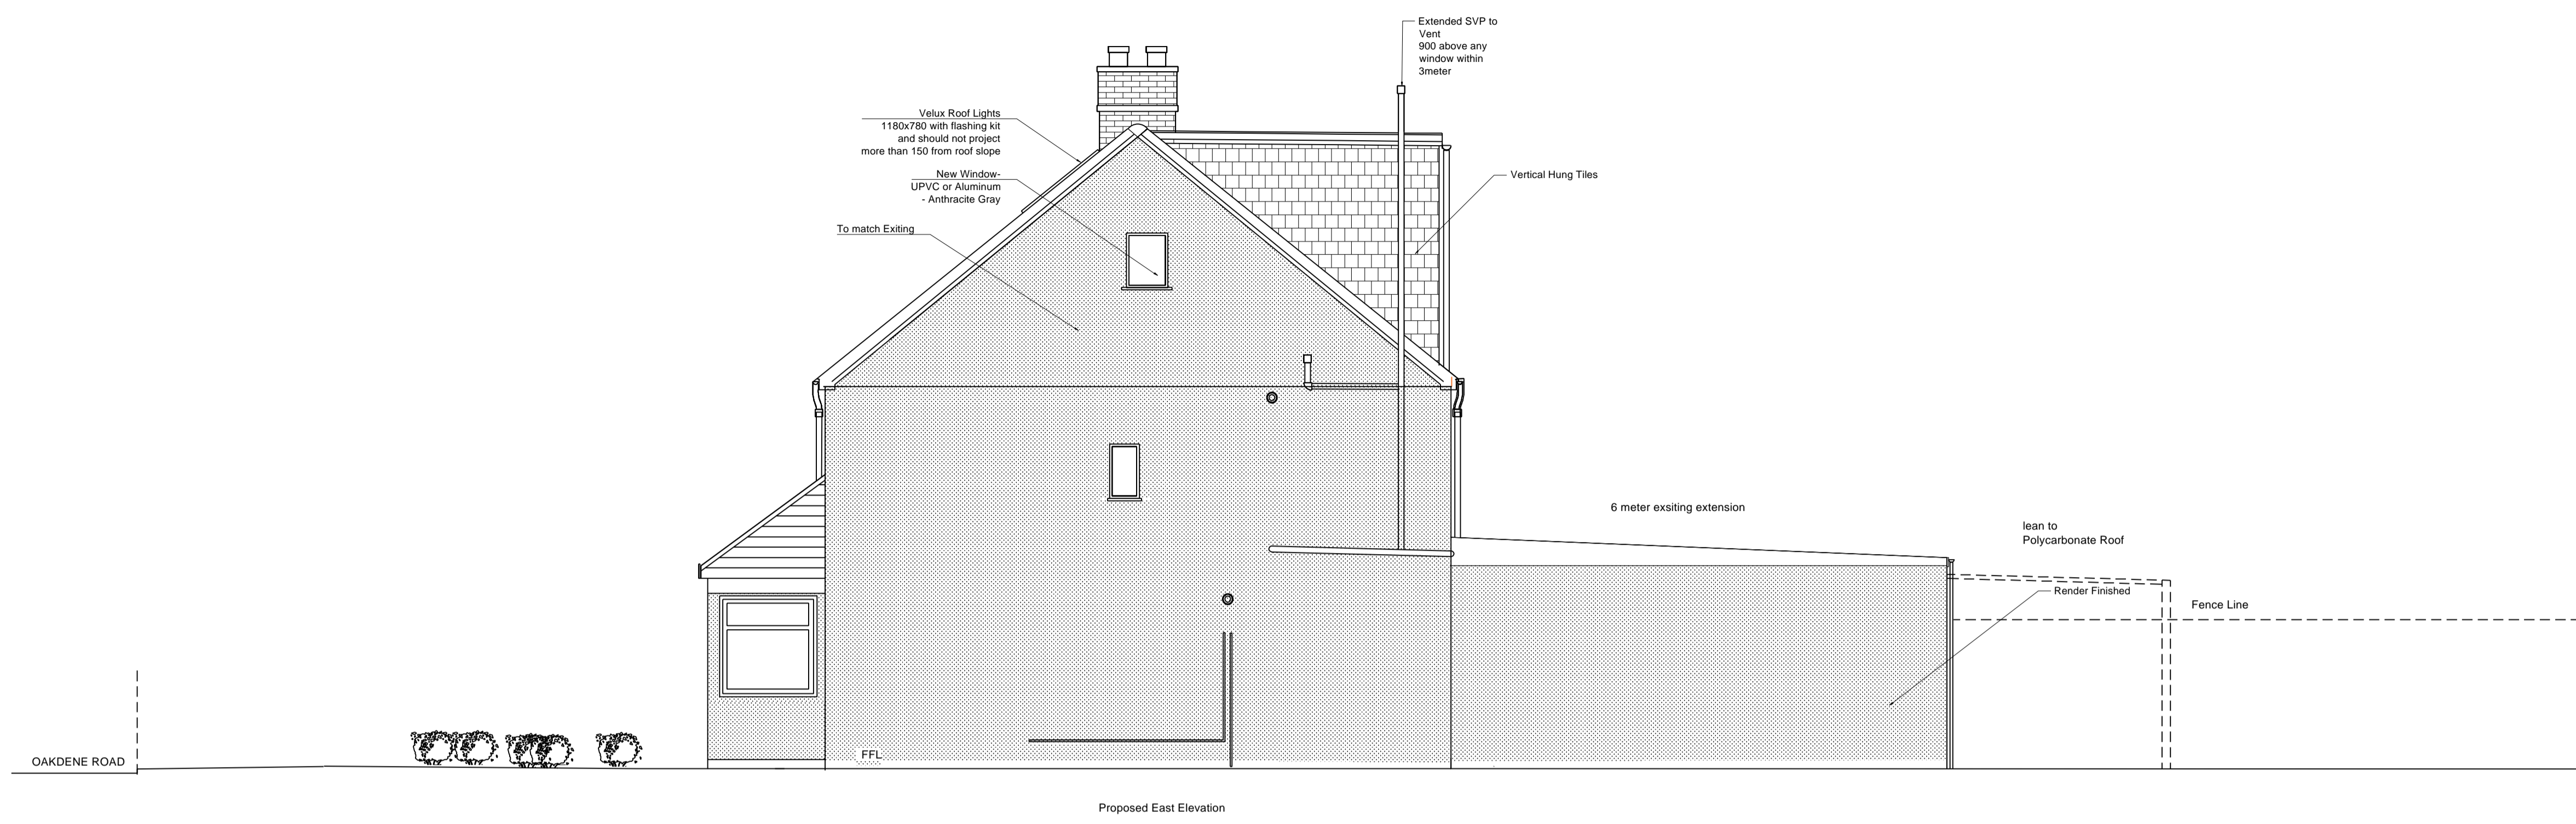 Extended SVP to
Vent
900 above any
window within
3meter
Velux Roof Lights
1180x780 with flashing kit
and should not project
more than 150 from roof slope
New Window-
UPVC or Aluminum
- Anthracite Gray
Vertical Hung Tiles
To match Exiting
6 meter exsiting extension
lean to
Polycarbonate Roof
Render Finished
Fence Line
FFL
OAKDENE ROAD
Proposed East Elevation